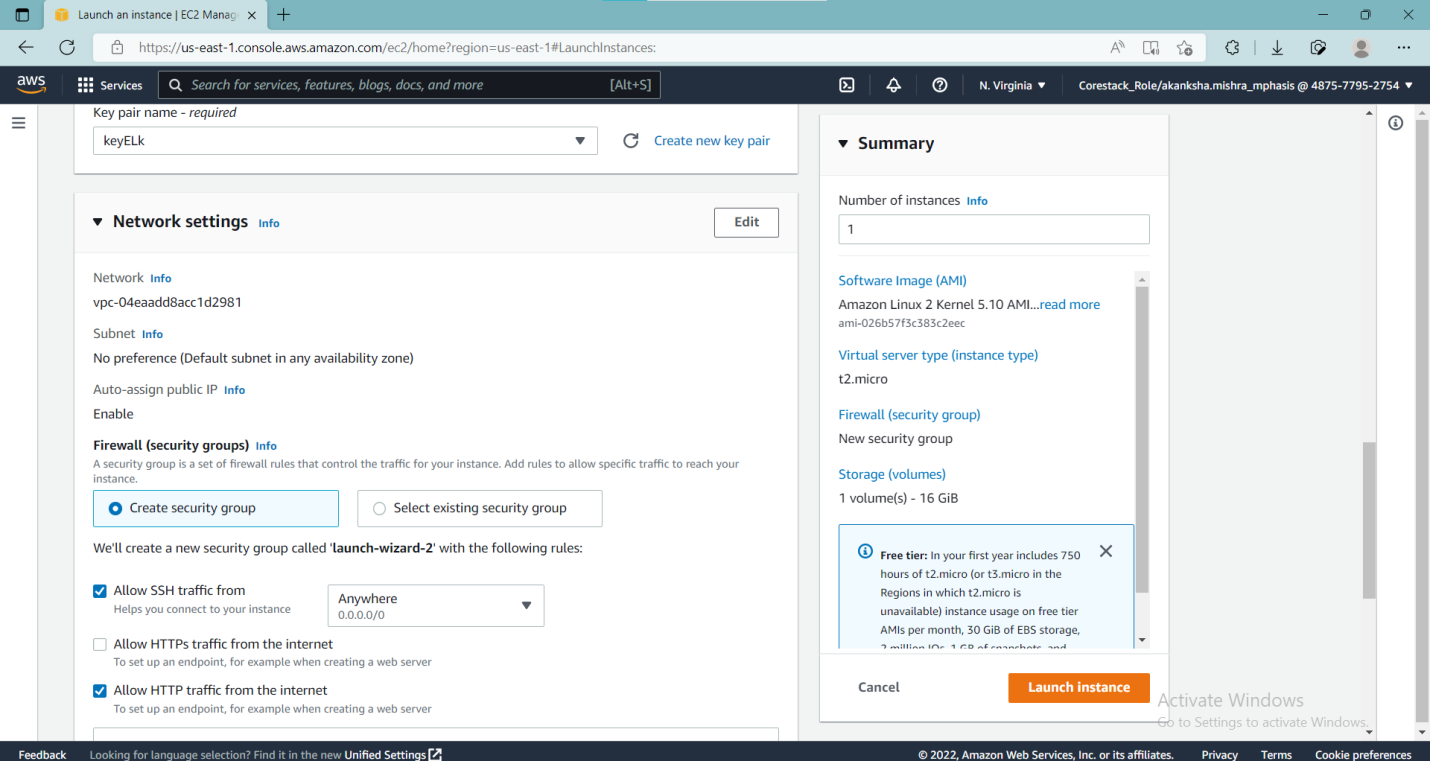 Launch an instance | EC2 Manag
https://us-east-1.console.aws.amazon.com/ec2/home?region=us-east-1#LaunchInstances:
aws
Services
Search for services, features, blogs, docs, and more
[Alt+S]
N. Virginia
Corestack_Role/akanksha.mishra_mphasis @ 4875-7795-2754
Key pair name - required
keyELk
Create new key pair
Network settings Info
Edit
Network Info
vpc-04eaadd8acc1d2981
Subnet Info
No preference (Default subnet in any availability zone)
Auto-assign public IP Info
Enable
Firewall (security groups) Info
A security group is a set of firewall rules that control the traffic for your instance. Add rules to allow specific traffic to reach your
instance.
Create security group
Select existing security group
We'll create a new security group called 'launch-wizard-2' with the following rules:
Allow SSH traffic from
Helps you connect to your instance
Anywhere
0.0.0.0/0
Allow HTTPs traffic from the internet
To set up an endpoint, for example when creating a web server
Allow HTTP traffic from the internet
To set up an endpoint, for example when creating a web server
Summary
Number of instances Info
1
Software Image (AMI)
Amazon Linux 2 Kernel 5.10 AMI...read more
ami-026b57f3c383c2eec
Virtual server type (instance type)
t2.micro
Firewall (security group)
New security group
Storage (volumes)
1 volume(s) - 16 GiB
Free tier: In your first year includes 750
hours of t2.micro (or t3.micro in the
Regions in which t2.micro is
unavailable) instance usage on free tier
AMIs per month, 30 GiB of EBS storage,
2 million IOs, 1 GB of snapshots, and
Cancel
Launch instance
Activate Windows
Go to Settings to activate Windows.
Feedback
Looking for language selection? Find it in the new Unified Settings
© 2022, Amazon Web Services, Inc. or its affiliates.
Privacy
Terms
Cookie preferences